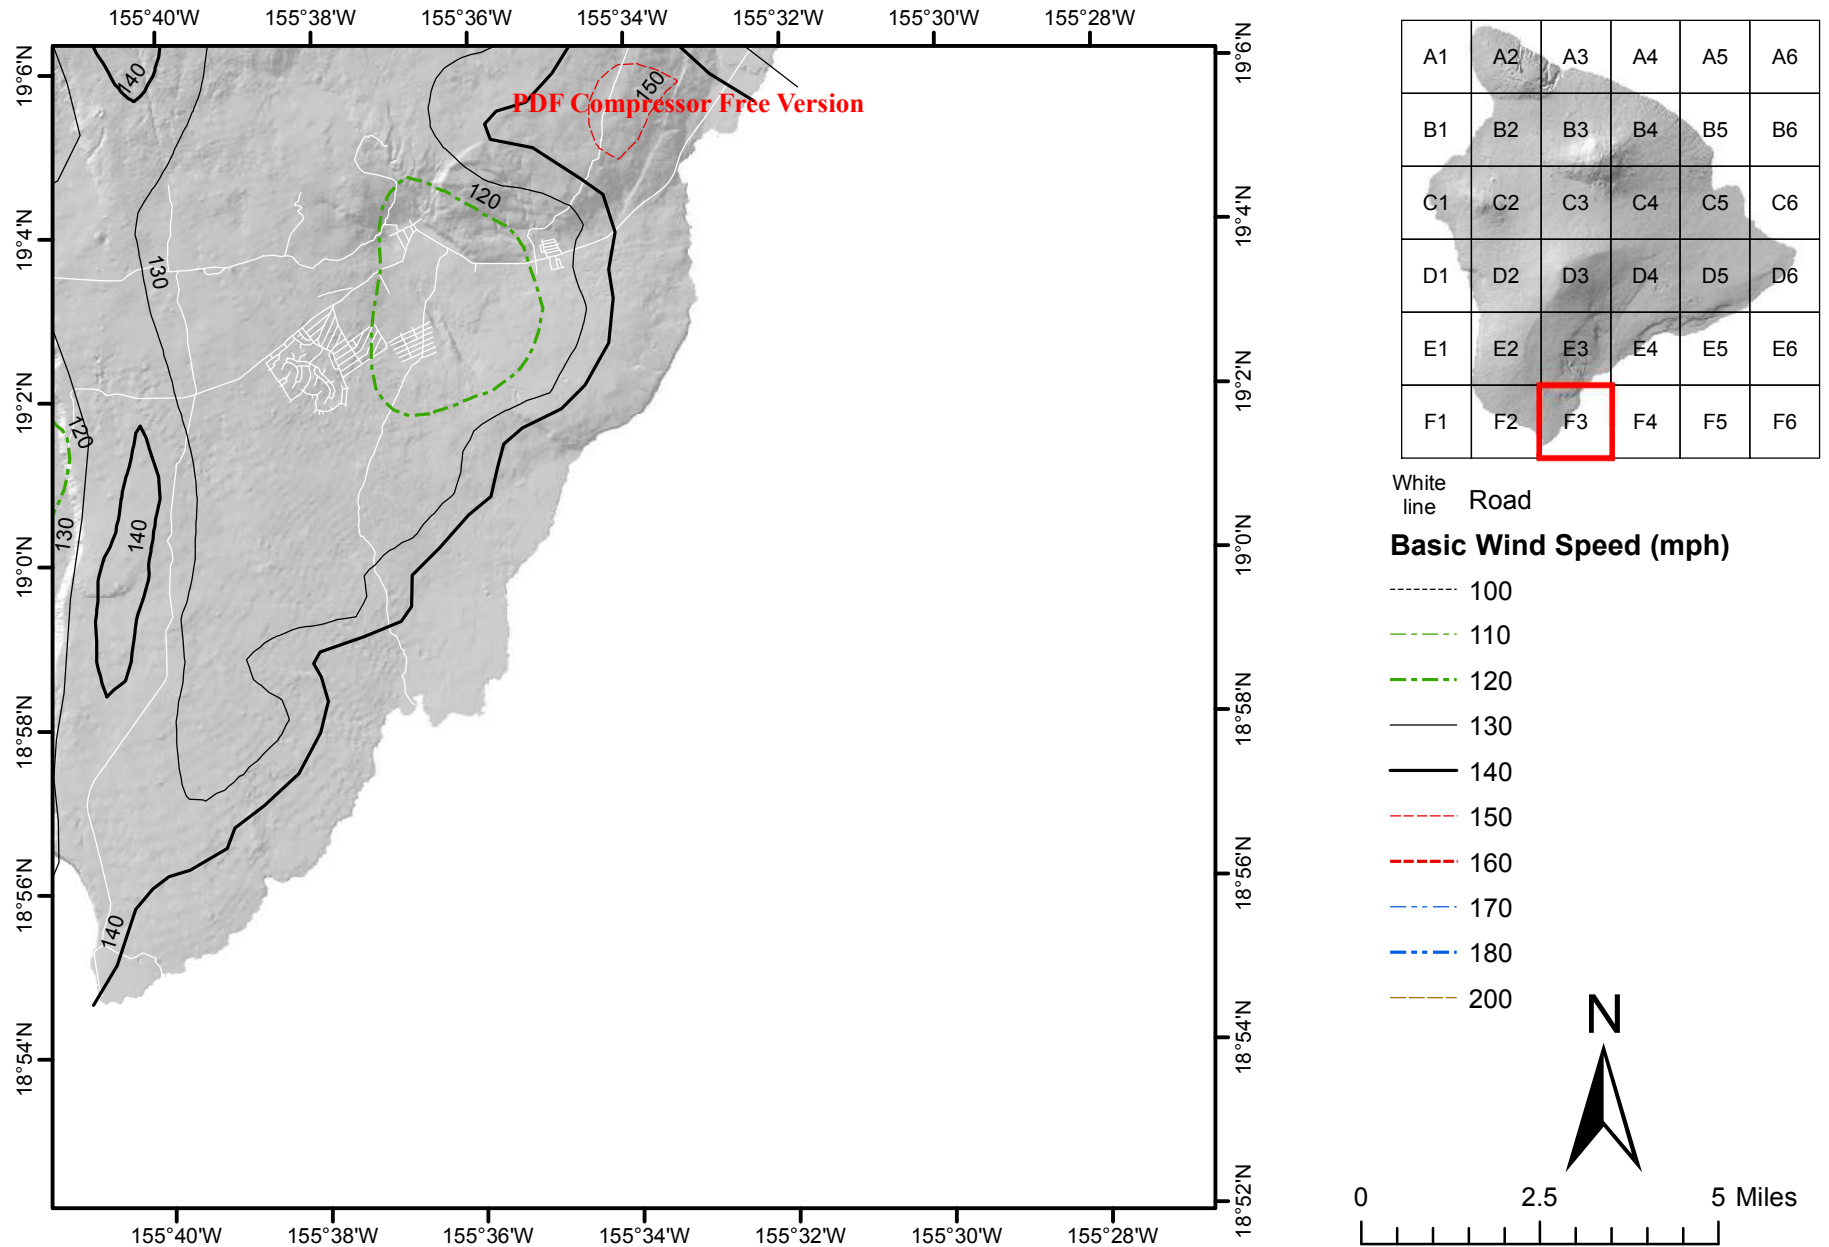 155°40'W 155°38'W 155°36'W 155°34'W 155°32'W 155°30'W 155°28'W
19°6'N
19°4'N
19°2'N
19°0'N
18°58'N
18°56'N
18°54'N
140
150
PDF Compressor Free Version
120
130
120
130
140
140
19°6'N
19°4'N
19°2'N
19°0'N
18°58'N
18°56'N
18°54'N
18°52'N
155°40'W 155°38'W 155°36'W 155°34'W 155°32'W 155°30'W 155°28'W
A1 A2 A3 A4 A5 A6
B1 B2 B3 B4 B5 B6
C1 C2 C3 C4 C5 C6
D1 D2 D3 D4 D5 D6
E1 E2 E3 E4 E5 E6
F1 F2 F3 F4 F5 F6
White
line Road
Basic Wind Speed (mph)
100
110
120
130
140
150
160
170
180
200
N
0 2.5 5 Miles